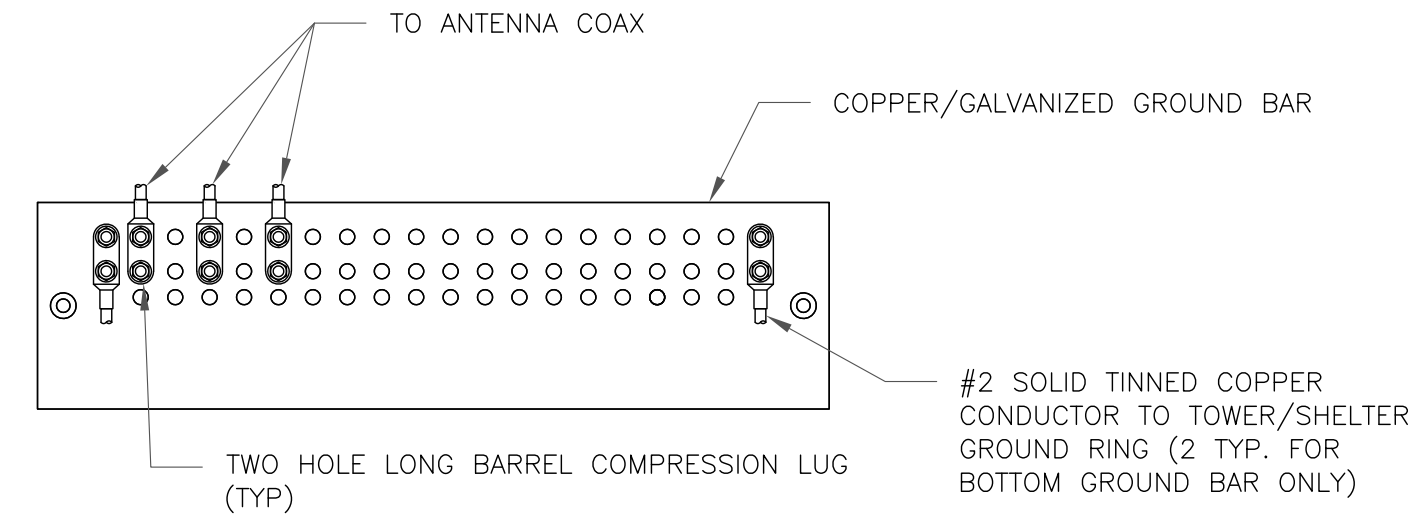 TO ANTENNA COAX
COPPER/GALVANIZED GROUND BAR
#2 SOLID TINNED COPPER
CONDUCTOR TO TOWER/SHELTER
GROUND RING (2 TYP. FOR
BOTTOM GROUND BAR ONLY)
TWO HOLE LONG BARREL COMPRESSION LUG
(TYP)